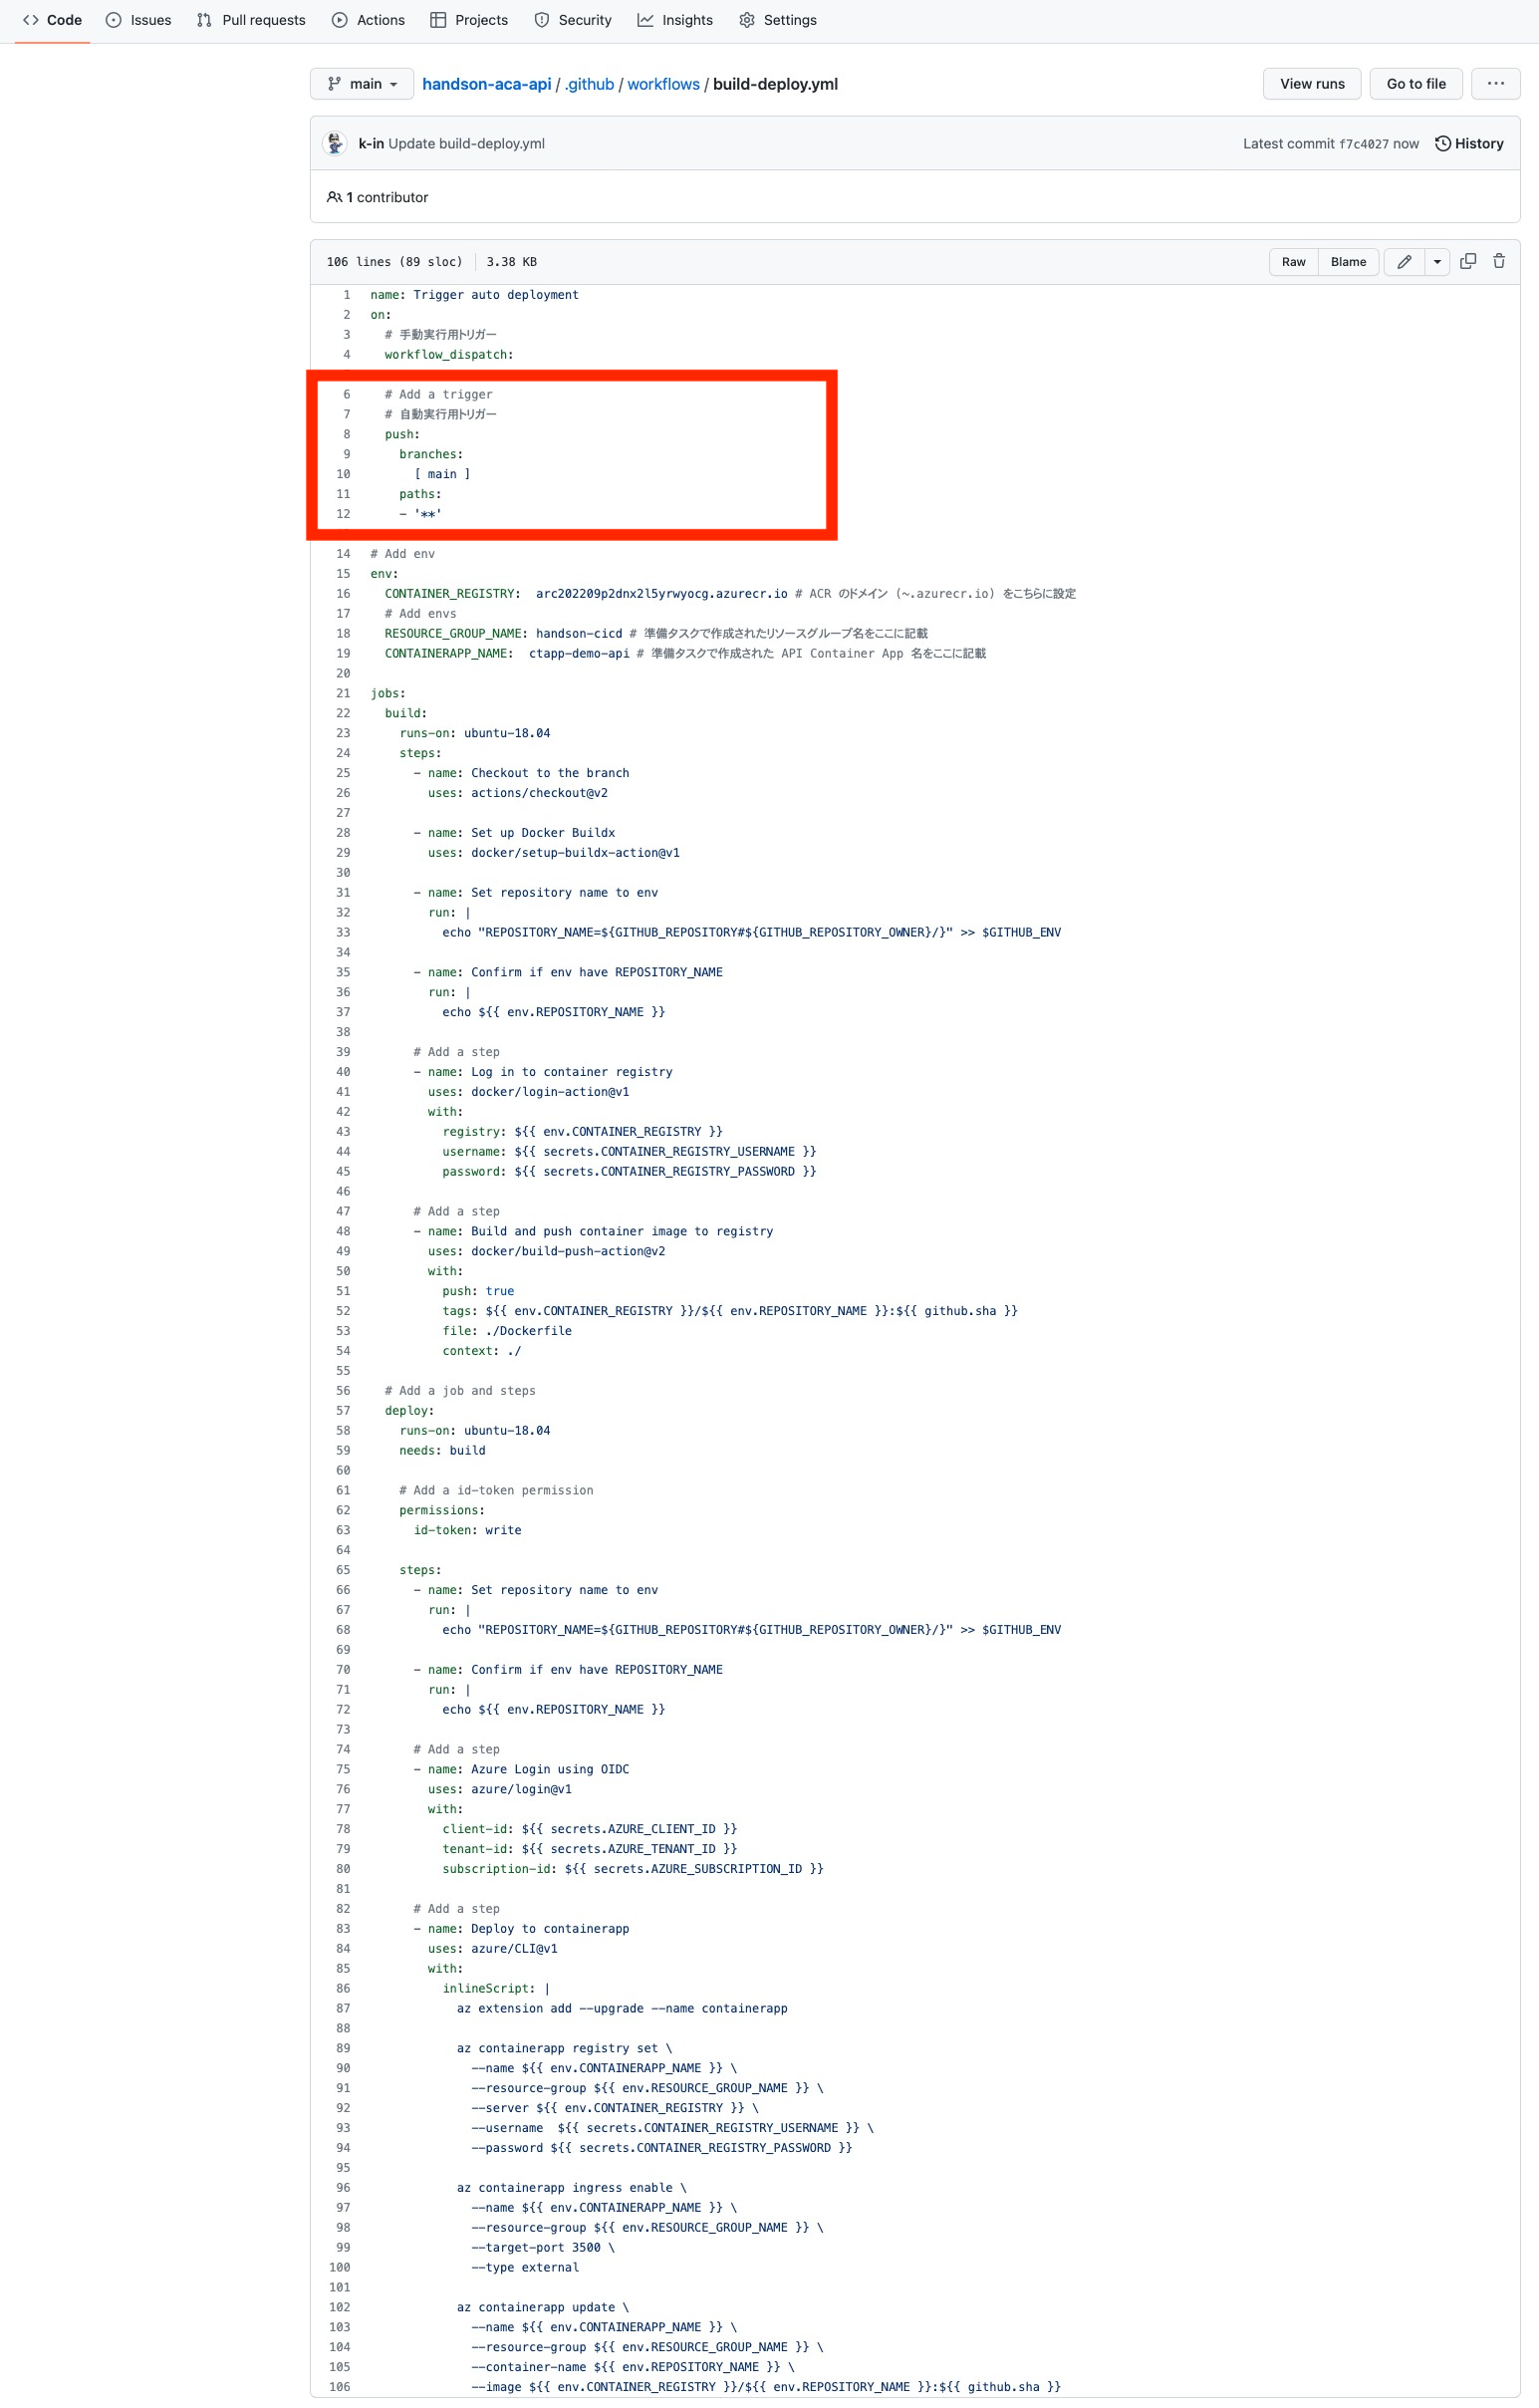 Code Issues Pull requests Actions Projects Security Insights Settings
main handson-aca-api / .github / workflows / build-deploy.yml View runs Go to file ...
k-in Update build-deploy.yml Latest commit f7c4027 now History
1 contributor
106 lines (89 sloc) 3.38 KB Raw Blame
1 name: Trigger auto deployment
2 on:
3 # 手動実行用トリガー
4 workflow_dispatch:
6 # Add a trigger
7 # 自動実行用トリガー
8 push:
9 branches:
10 [ main ]
11 paths:
12 - '**'
14 # Add env
15 env:
16 CONTAINER_REGISTRY:  arc202209p2dnx2l5yrwyocg.azurecr.io # ACR のドメイン (~.azurecr.io) をこちらに設定
17 # Add envs
18 RESOURCE_GROUP_NAME: handson-cicd # 準備タスクで作成されたリソースグループ名をここに記載
19 CONTAINERAPP_NAME:  ctapp-demo-api # 準備タスクで作成された API Container App 名をここに記載
20
21 jobs:
22 build:
23 runs-on: ubuntu-18.04
24 steps:
25 - name: Checkout to the branch
26 uses: actions/checkout@v2
27
28 - name: Set up Docker Buildx
29 uses: docker/setup-buildx-action@v1
30
31 - name: Set repository name to env
32 run: |
33 echo "REPOSITORY_NAME=${GITHUB_REPOSITORY#${GITHUB_REPOSITORY_OWNER}/}" >> $GITHUB_ENV
34
35 - name: Confirm if env have REPOSITORY_NAME
36 run: |
37 echo ${{ env.REPOSITORY_NAME }}
38
39 # Add a step
40 - name: Log in to container registry
41 uses: docker/login-action@v1
42 with:
43 registry: ${{ env.CONTAINER_REGISTRY }}
44 username: ${{ secrets.CONTAINER_REGISTRY_USERNAME }}
45 password: ${{ secrets.CONTAINER_REGISTRY_PASSWORD }}
46
47 # Add a step
48 - name: Build and push container image to registry
49 uses: docker/build-push-action@v2
50 with:
51 push: true
52 tags: ${{ env.CONTAINER_REGISTRY }}/${{ env.REPOSITORY_NAME }}:${{ github.sha }}
53 file: ./Dockerfile
54 context: ./
55
56 # Add a job and steps
57 deploy:
58 runs-on: ubuntu-18.04
59 needs: build
60
61 # Add a id-token permission
62 permissions:
63 id-token: write
64
65 steps:
66 - name: Set repository name to env
67 run: |
68 echo "REPOSITORY_NAME=${GITHUB_REPOSITORY#${GITHUB_REPOSITORY_OWNER}/}" >> $GITHUB_ENV
69
70 - name: Confirm if env have REPOSITORY_NAME
71 run: |
72 echo ${{ env.REPOSITORY_NAME }}
73
74 # Add a step
75 - name: Azure Login using OIDC
76 uses: azure/login@v1
77 with:
78 client-id: ${{ secrets.AZURE_CLIENT_ID }}
79 tenant-id: ${{ secrets.AZURE_TENANT_ID }}
80 subscription-id: ${{ secrets.AZURE_SUBSCRIPTION_ID }}
81
82 # Add a step
83 - name: Deploy to containerapp
84 uses: azure/CLI@v1
85 with:
86 inlineScript: |
87 az extension add --upgrade --name containerapp
88
89 az containerapp registry set \
90 --name ${{ env.CONTAINERAPP_NAME }} \
91 --resource-group ${{ env.RESOURCE_GROUP_NAME }} \
92 --server ${{ env.CONTAINER_REGISTRY }} \
93 --username  ${{ secrets.CONTAINER_REGISTRY_USERNAME }} \
94 --password ${{ secrets.CONTAINER_REGISTRY_PASSWORD }}
95
96 az containerapp ingress enable \
97 --name ${{ env.CONTAINERAPP_NAME }} \
98 --resource-group ${{ env.RESOURCE_GROUP_NAME }} \
99 --target-port 3500 \
100 --type external
101
102 az containerapp update \
103 --name ${{ env.CONTAINERAPP_NAME }} \
104 --resource-group ${{ env.RESOURCE_GROUP_NAME }} \
105 --container-name ${{ env.REPOSITORY_NAME }} \
106 --image ${{ env.CONTAINER_REGISTRY }}/${{ env.REPOSITORY_NAME }}:${{ github.sha }}